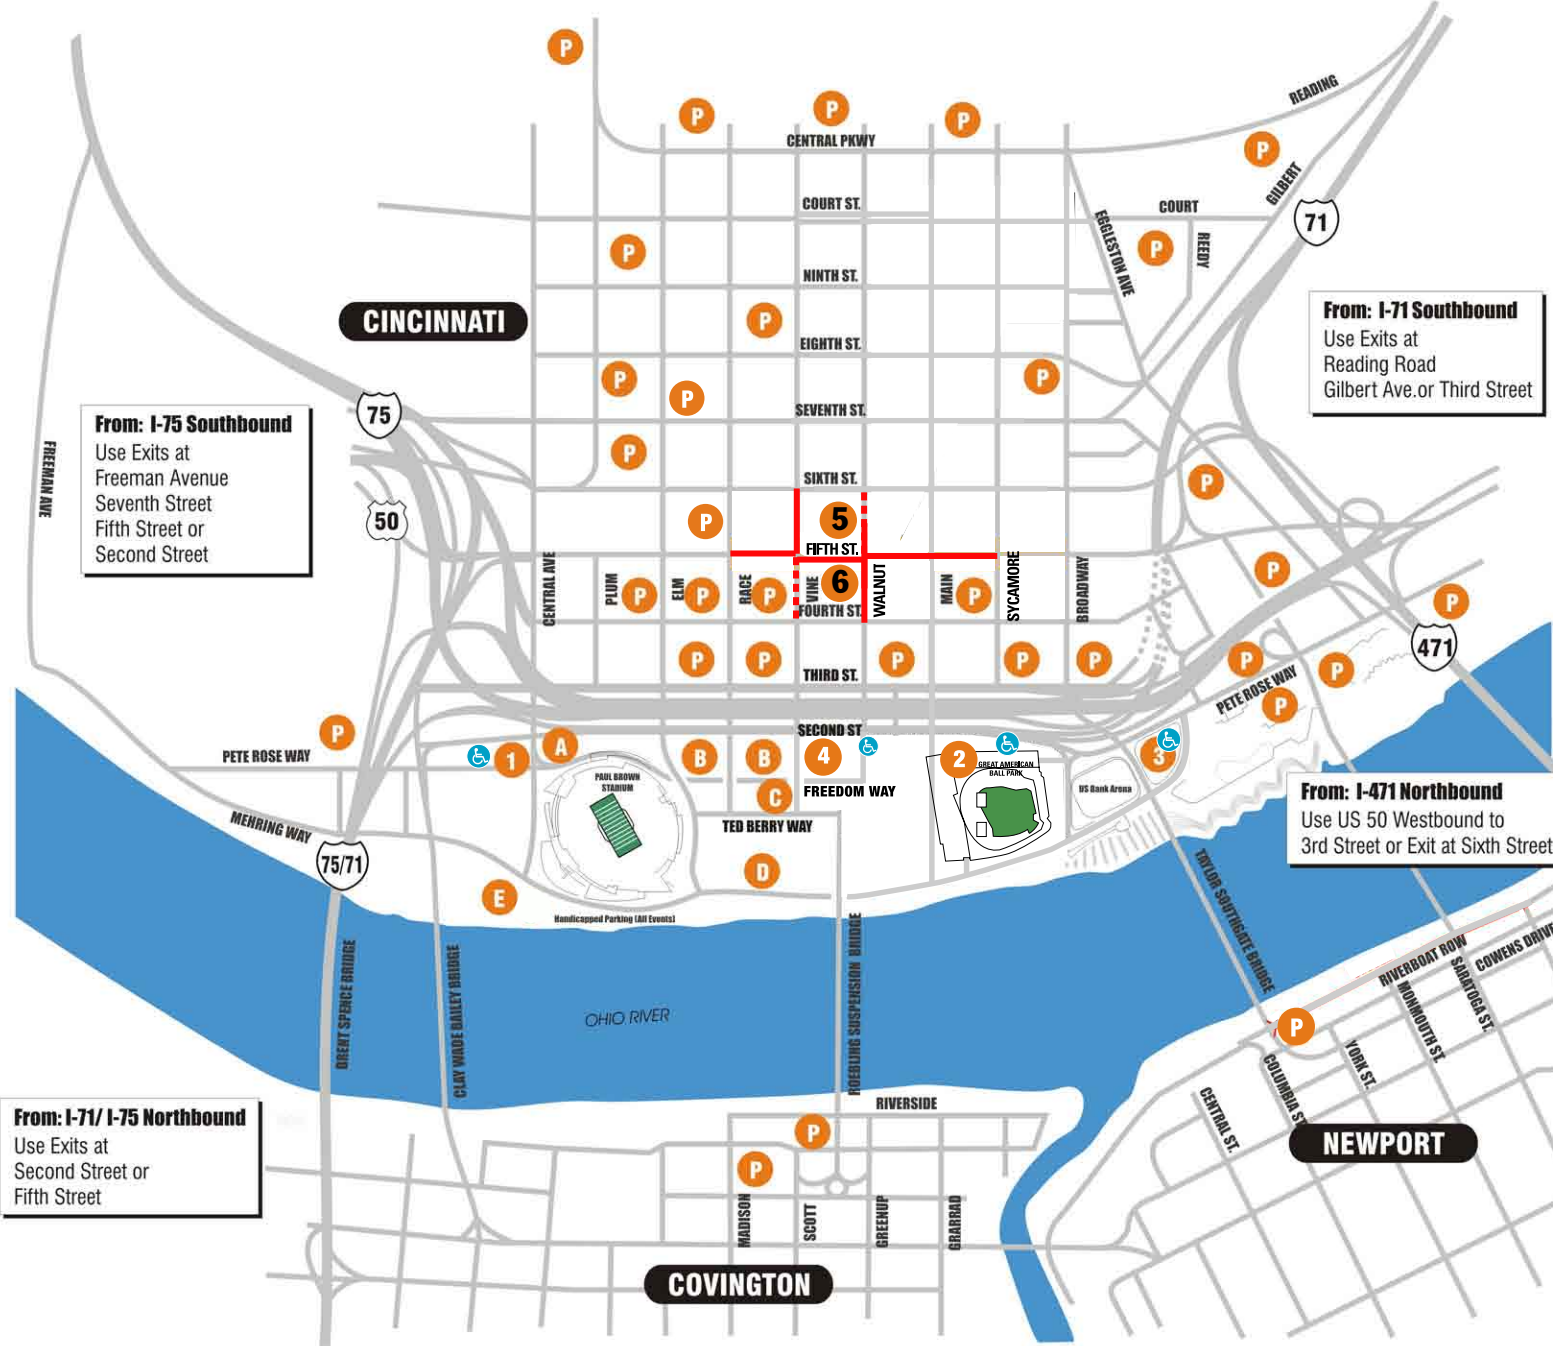 P
P
P
P
READING
CENTRAL PKWY
P
GILBERT
COURT ST.
COURT
71
EGGLESTON AVE
REEDY
P
P
NINTH ST.
CINCINNATI
P
EIGHTH ST.
From: I-71 Southbound
Use Exits at
Reading Road
Gilbert Ave.or Third Street
P
P
P
75
SEVENTH ST.
From: I-75 Southbound
Use Exits at
Freeman Avenue
Seventh Street
Fifth Street or
Second Street
FREEMAN AVE
P
SIXTH ST.
P
50
P
5
FIFTH ST.
CENTRAL AVE
PLUM
P
ELM
P
RACE
P
VINE
6
FOURTH ST.
WALNUT
MAIN
P
SYCAMORE
BROADWAY
P
P
471
P
P
THIRD ST.
P
P
P
P
P
PETE ROSE WAY
P
P
SECOND ST
PETE ROSE WAY
1
A
B
B
4
2
3
PAUL BROWN
STADIUM
GREAT AMERICAN
BALL PARK
US Bank Arena
C
FREEDOM WAY
From: I-471 Northbound
Use US 50 Westbound to
3rd Street or Exit at Sixth Street
MEHRING WAY
TED BERRY WAY
75/71
D
E
Handicapped Parking (All Events)
TAYLOR SOUTHGATE BRIDGE
BRENT SPENCE BRIDGE
CLAY WADE BAILEY BRIDGE
ROEBLING SUSPENSION BRIDGE
OHIO RIVER
RIVERBOAT ROW
COWENS DRIVE
SARATOGA ST.
MONMOUTH ST.
P
YORK ST.
COLUMBIA ST.
CENTRAL ST.
NEWPORT
From: I-71/ I-75 Northbound
Use Exits at
Second Street or
Fifth Street
RIVERSIDE
P
P
MADISON
SCOTT
GREENUP
GRARRAD
COVINGTON